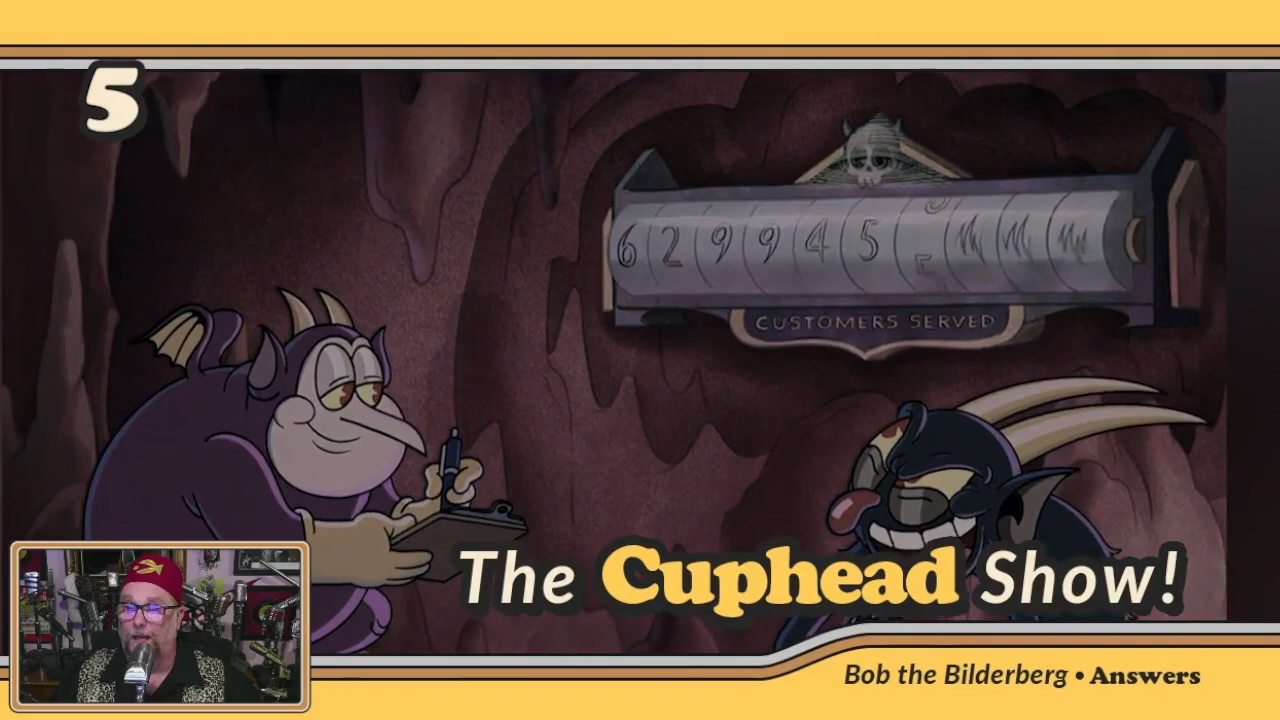 5
629945
CUSTOMERS SERVED
The Cuphead Show!
Bob the Bilderberg • Answers